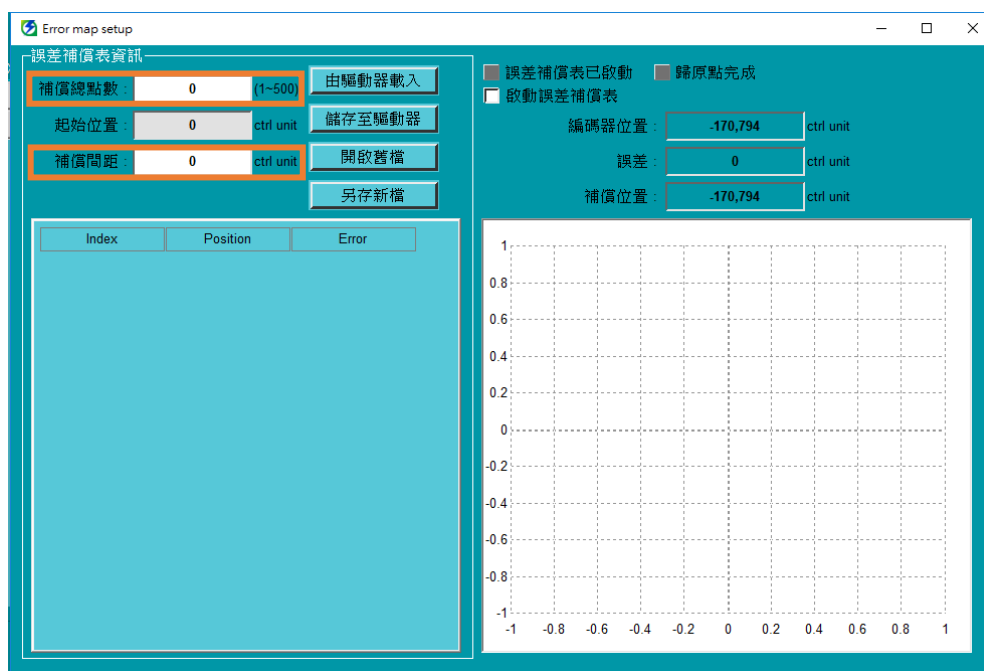 Error map setup
誤差補償表資訊
補償總點數 : 0 (1~500) 由驅動器載入
起始位置 : 0 ctrl unit 儲存至驅動器
補償間距 : 0 ctrl unit 開啟舊檔
另存新檔
Index Position Error
誤差補償表已啟動 歸原點完成
啟動誤差補償表
編碼器位置 : -170,794 ctrl unit
誤差 : 0 ctrl unit
補償位置 : -170,794 ctrl unit
1
0.8
0.6
0.4
0.2
0
-0.2
-0.4
-0.6
-0.8
-1
-1 -0.8 -0.6 -0.4 -0.2 0 0.2 0.4 0.6 0.8 1